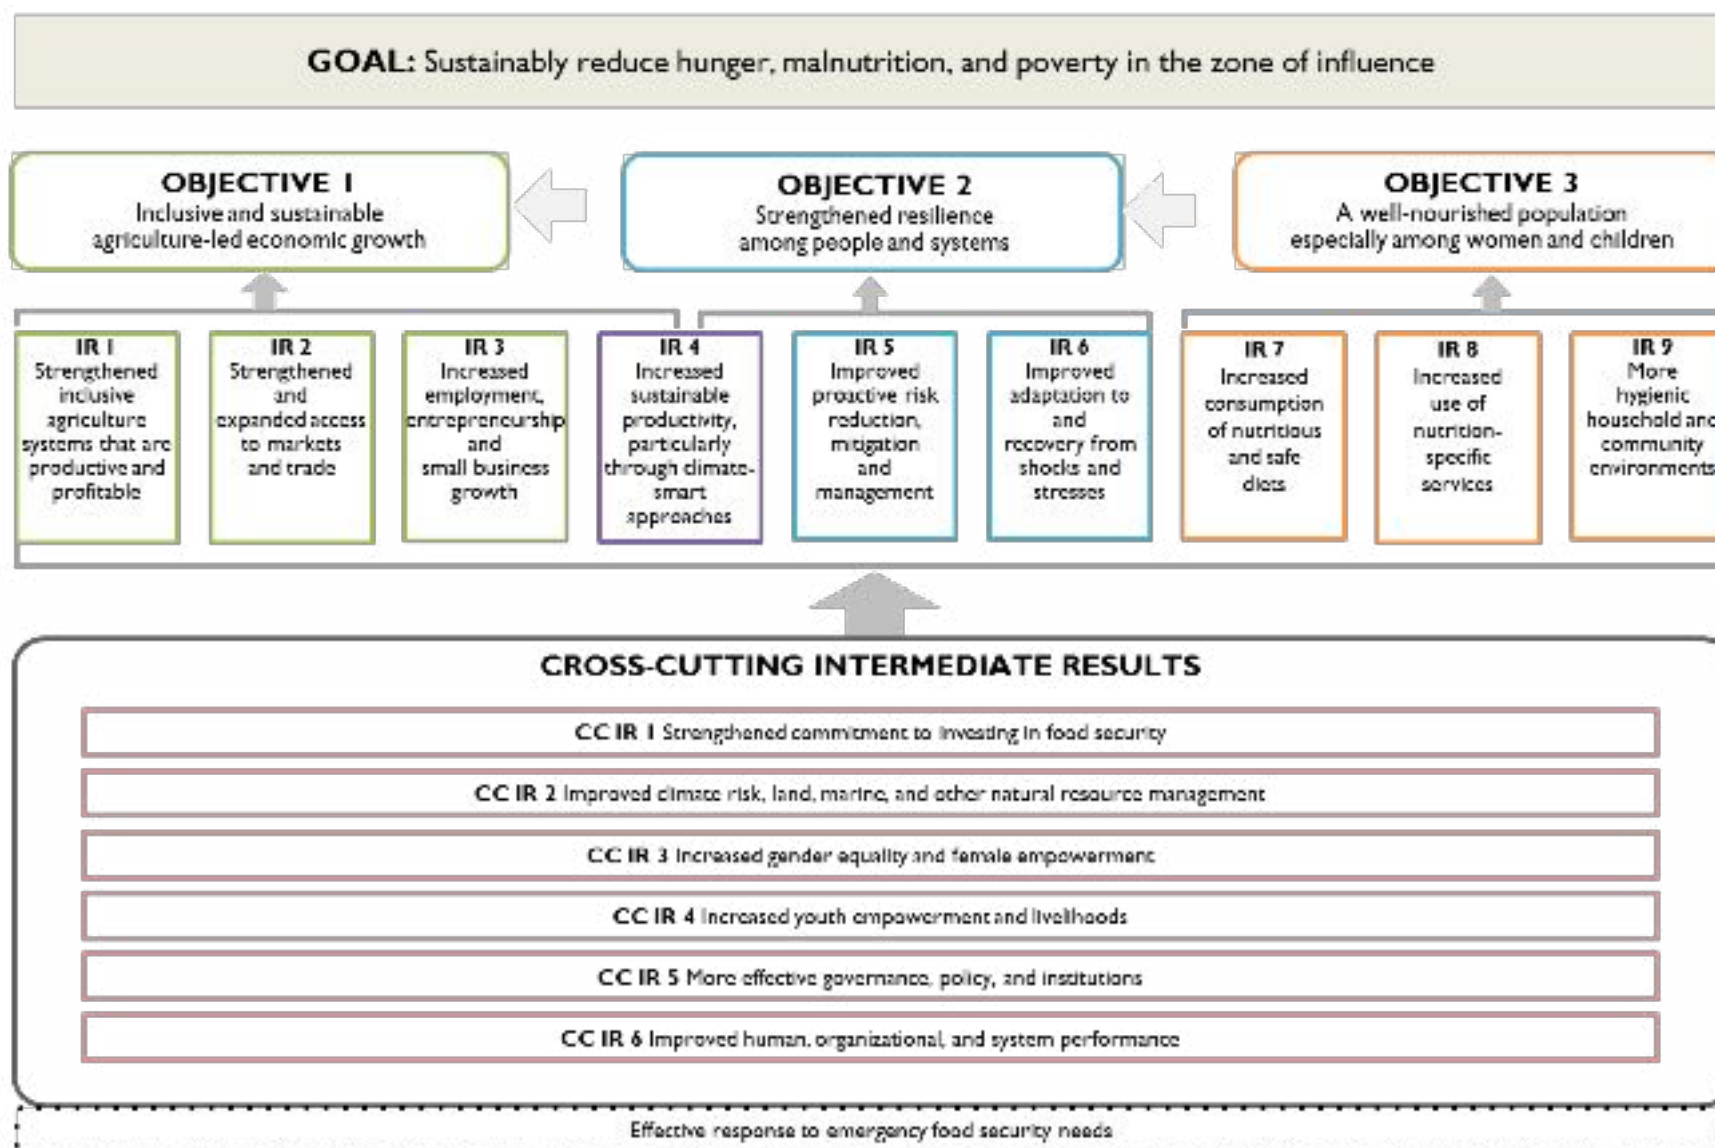 GOAL: Sustainably reduce hunger, malnutrition, and poverty in the zone of influence
OBJECTIVE 1
Inclusive and sustainable
agriculture-led economic growth
OBJECTIVE 2
Strengthened resilience
among people and systems
OBJECTIVE 3
A well-nourished population
especially among women and children
IR 1
Strengthened
inclusive
agriculture
systems that are
productive and
profitable
IR 2
Strengthened
and
expanded access
to markets
and trade
IR 3
Increased
employment,
entrepreneurship
and
small business
growth
IR 4
Increased
sustainable
productivity,
particularly
through climate-
smart
approaches
IR 5
Improved
proactive risk
reduction,
mitigation
and
management
IR 6
Improved
adaptation to
and
recovery from
shocks and
stresses
IR 7
Increased
consumption
of nutritious
and safe
diets
IR 8
Increased
use of
nutrition-
specific
services
IR 9
More
hygienic
household and
community
environments
CROSS-CUTTING INTERMEDIATE RESULTS
CC IR 1 Strengthened commitment to investing in food security
CC IR 2 Improved climate risk, land, marine, and other natural resource management
CC IR 3 Increased gender equality and female empowerment
CC IR 4 Increased youth empowerment and livelihoods
CC IR 5 More effective governance, policy, and institutions
CC IR 6 Improved human, organizational, and system performance
Effective response to emergency food security needs